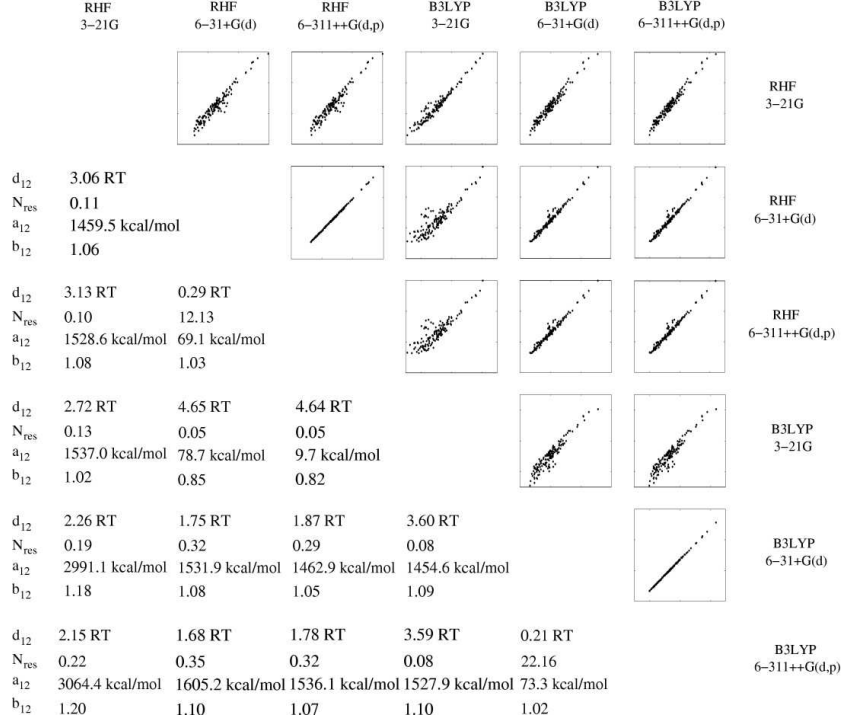 RHF RHF RHF B3LYP B3LYP B3LYP
3−21G 6−31+G(d) 6−311++G(d,p) 3−21G 6−31+G(d) 6−311++G(d,p)
RHF
3−21G
d12 3.06 RT
Nres 0.11
a12 1459.5 kcal/mol
b12 1.06
RHF
6−31+G(d)
d12 3.13 RT 0.29 RT
Nres 0.10 12.13
a12 1528.6 kcal/mol 69.1 kcal/mol
b12 1.08 1.03
RHF
6−311++G(d,p)
d12 2.72 RT 4.65 RT 4.64 RT
Nres 0.13 0.05 0.05
a12 1537.0 kcal/mol 78.7 kcal/mol 9.7 kcal/mol
b12 1.02 0.85 0.82
B3LYP
3−21G
d12 2.26 RT 1.75 RT 1.87 RT 3.60 RT
Nres 0.19 0.32 0.29 0.08
a12 2991.1 kcal/mol 1531.9 kcal/mol 1462.9 kcal/mol 1454.6 kcal/mol
b12 1.18 1.08 1.05 1.09
B3LYP
6−31+G(d)
d12 2.15 RT 1.68 RT 1.78 RT 3.59 RT 0.21 RT
Nres 0.22 0.35 0.32 0.08 22.16
a12 3064.4 kcal/mol 1605.2 kcal/mol 1536.1 kcal/mol 1527.9 kcal/mol 73.3 kcal/mol
b12 1.20 1.10 1.07 1.10 1.02
B3LYP
6−311++G(d,p)